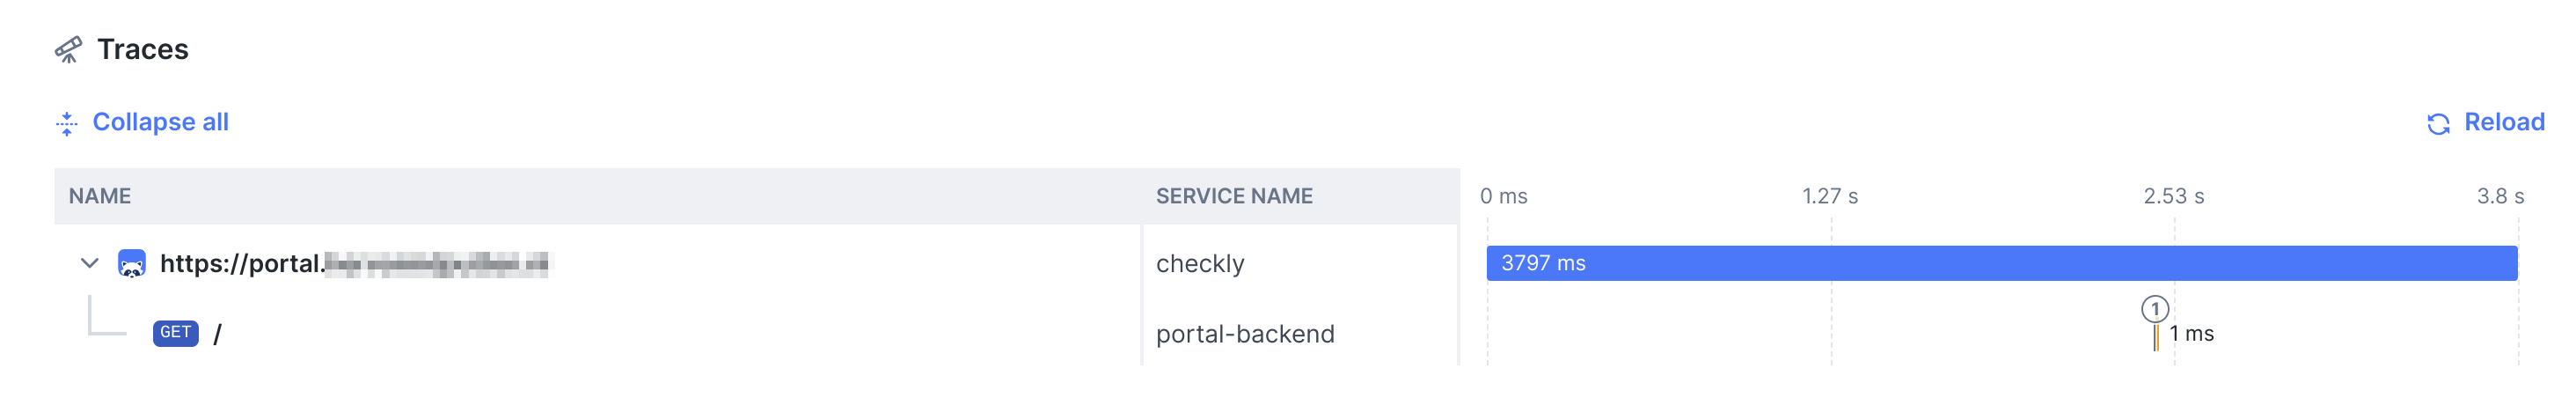 Traces
Collapse all
Reload
NAME SERVICE NAME 0 ms 1.27 s 2.53 s 3.8 s
https://portal. checkly 3797 ms
1
GET / portal-backend 1 ms